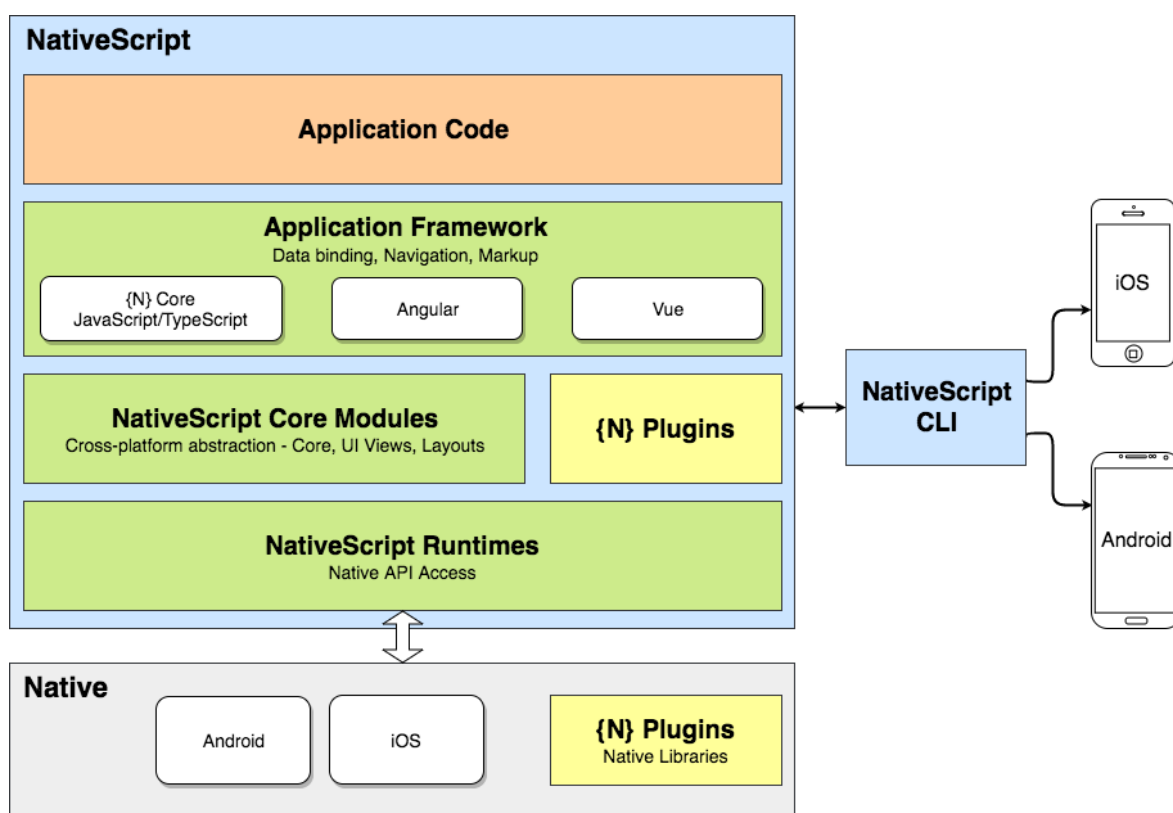 NativeScript
Application Code
Application Framework
Data binding, Navigation, Markup
{N} Core
JavaScript/TypeScript
Angular
Vue
NativeScript Core Modules
Cross-platform abstraction - Core, UI Views, Layouts
{N} Plugins
NativeScript Runtimes
Native API Access
NativeScript
CLI
iOS
Android
Native
Android
iOS
{N} Plugins
Native Libraries